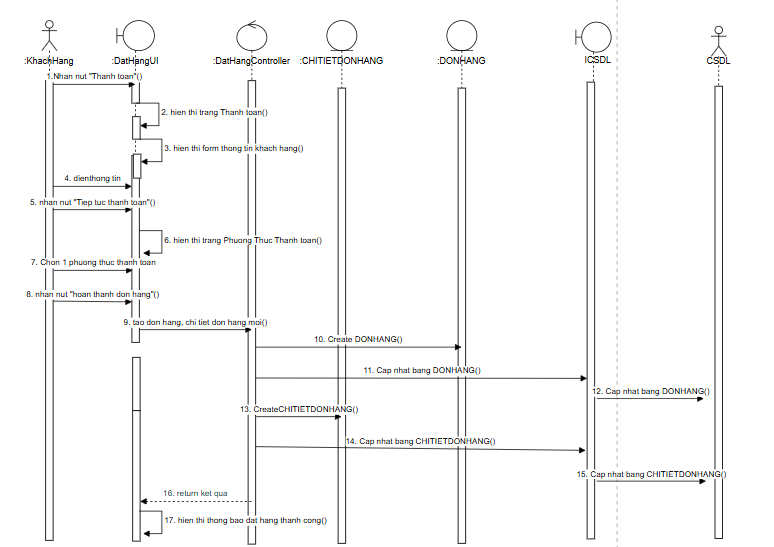 :KhachHang
:DatHangUI
:DatHangController
:CHITIETDONHANG
:DONHANG
ICSDL
CSDL
1.Nhan nut "Thanh toan"()
2. hien thi trang Thanh toan()
3. hien thi form thong tin khach hang()
4. dienthong tin
5. nhan nut "Tiep tuc thanh toan"()
6. hien thi trang Phuong Thuc Thanh toan()
7. Chon 1 phuong thuc thanh toan
8. nhan nut "hoan thanh don hang"()
9. tao don hang, chi tiet don hang moi()
10. Create DONHANG()
11. Cap nhat bang DONHANG()
12. Cap nhat bang DONHANG()
13. CreateCHITIETDONHANG()
14. Cap nhat bang CHITIETDONHANG()
15. Cap nhat bang CHITIETDONHANG()
16. return ket qua
17. hien thi thong bao dat hang thanh cong()